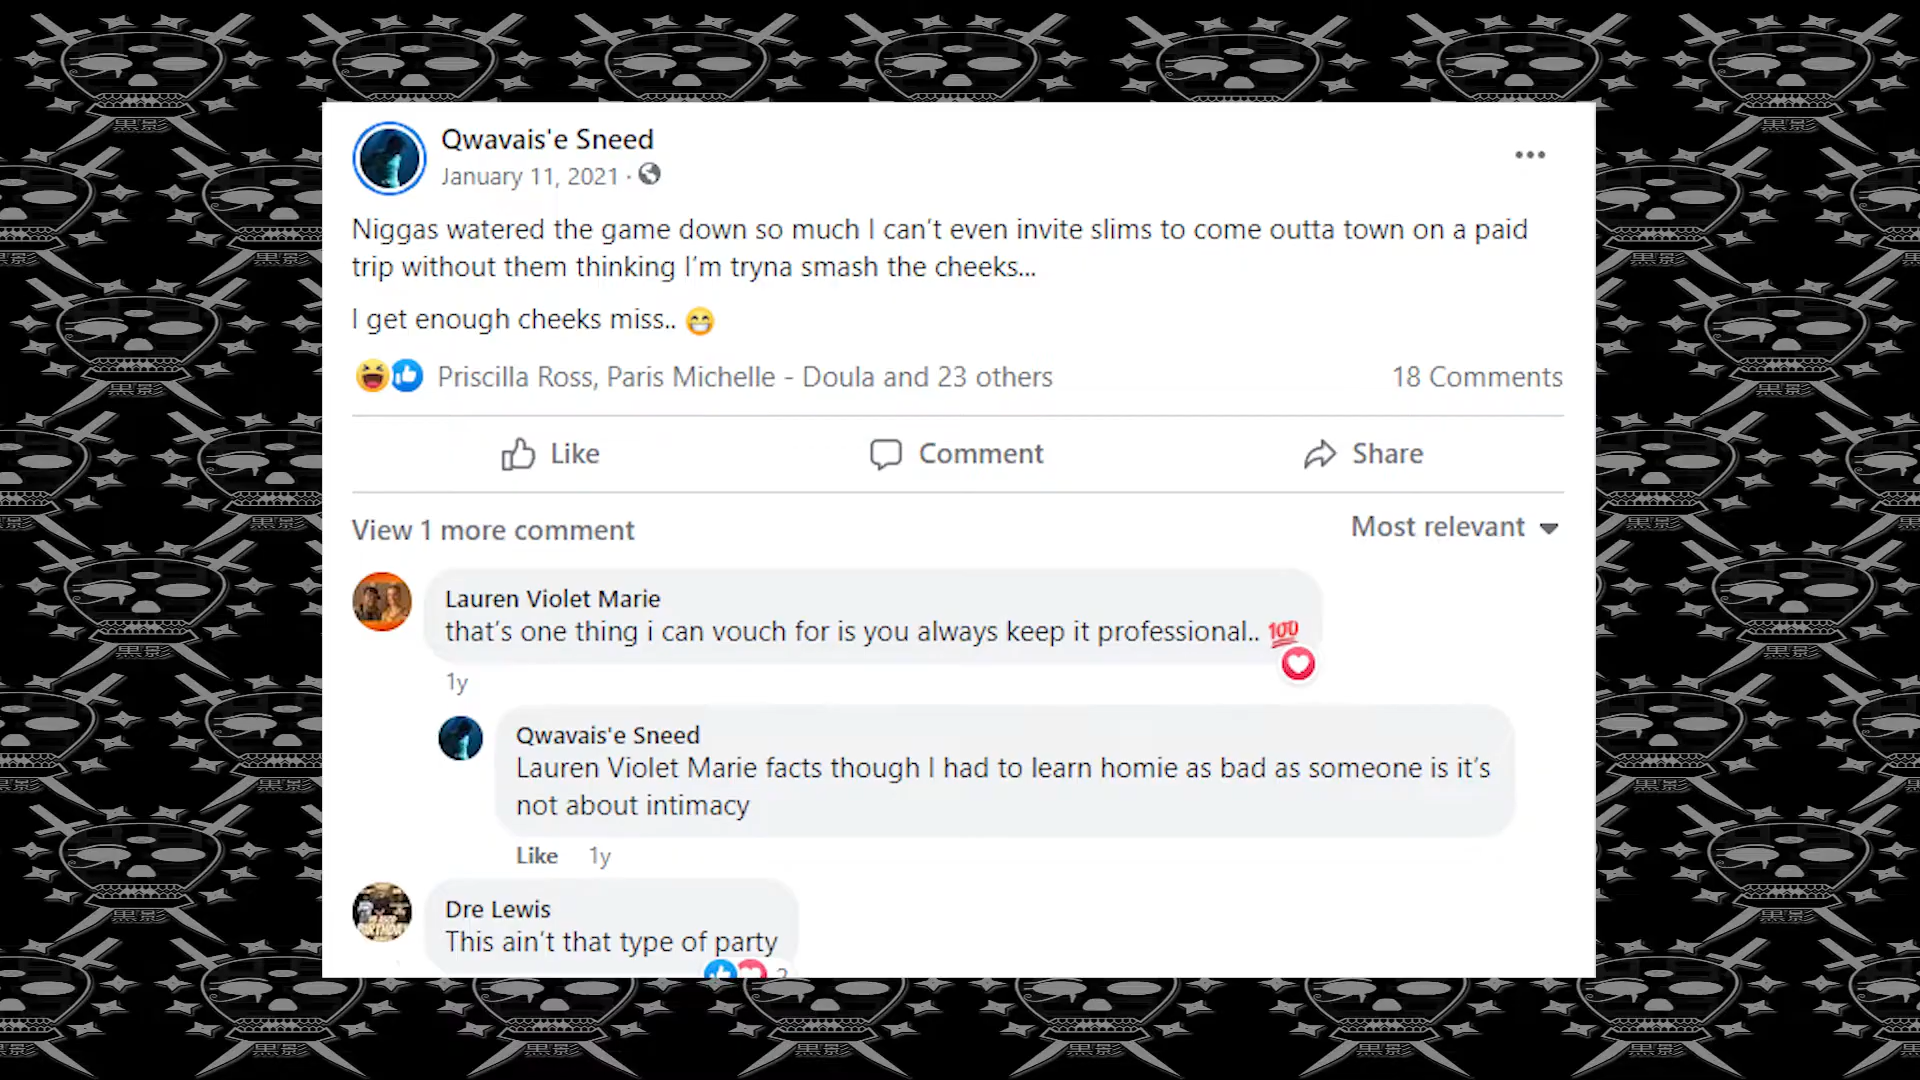 Qwavais'e Sneed
January 11, 2021 ·
Niggas watered the game down so much I can't even invite slims to come outta town on a paid
trip without them thinking I'm tryna smash the cheeks...
I get enough cheeks miss.. 😁
Priscilla Ross, Paris Michelle - Doula and 23 others
18 Comments
Like
Comment
Share
View 1 more comment
Most relevant
Lauren Violet Marie
that's one thing i can vouch for is you always keep it professional.. 💯
1y
Qwavais'e Sneed
Lauren Violet Marie facts though I had to learn homie as bad as someone is it's
not about intimacy
Like 1y
Dre Lewis
This ain't that type of party
黒影